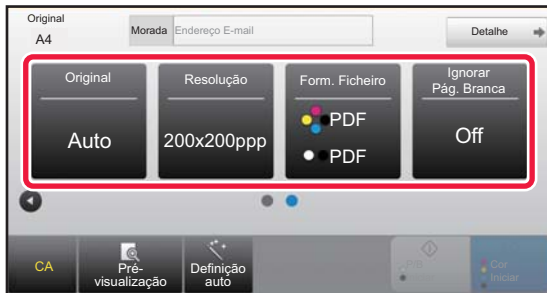 Original
A4
Morada Endereço E-mail
Detalhe
Original
Auto
Resolução
200x200ppp
Form. Ficheiro
PDF
PDF
Ignorar
Pág. Branca
Off
CA
Pré-
visualização
Definição
auto
P/B
Iniciar
Cor
Iniciar